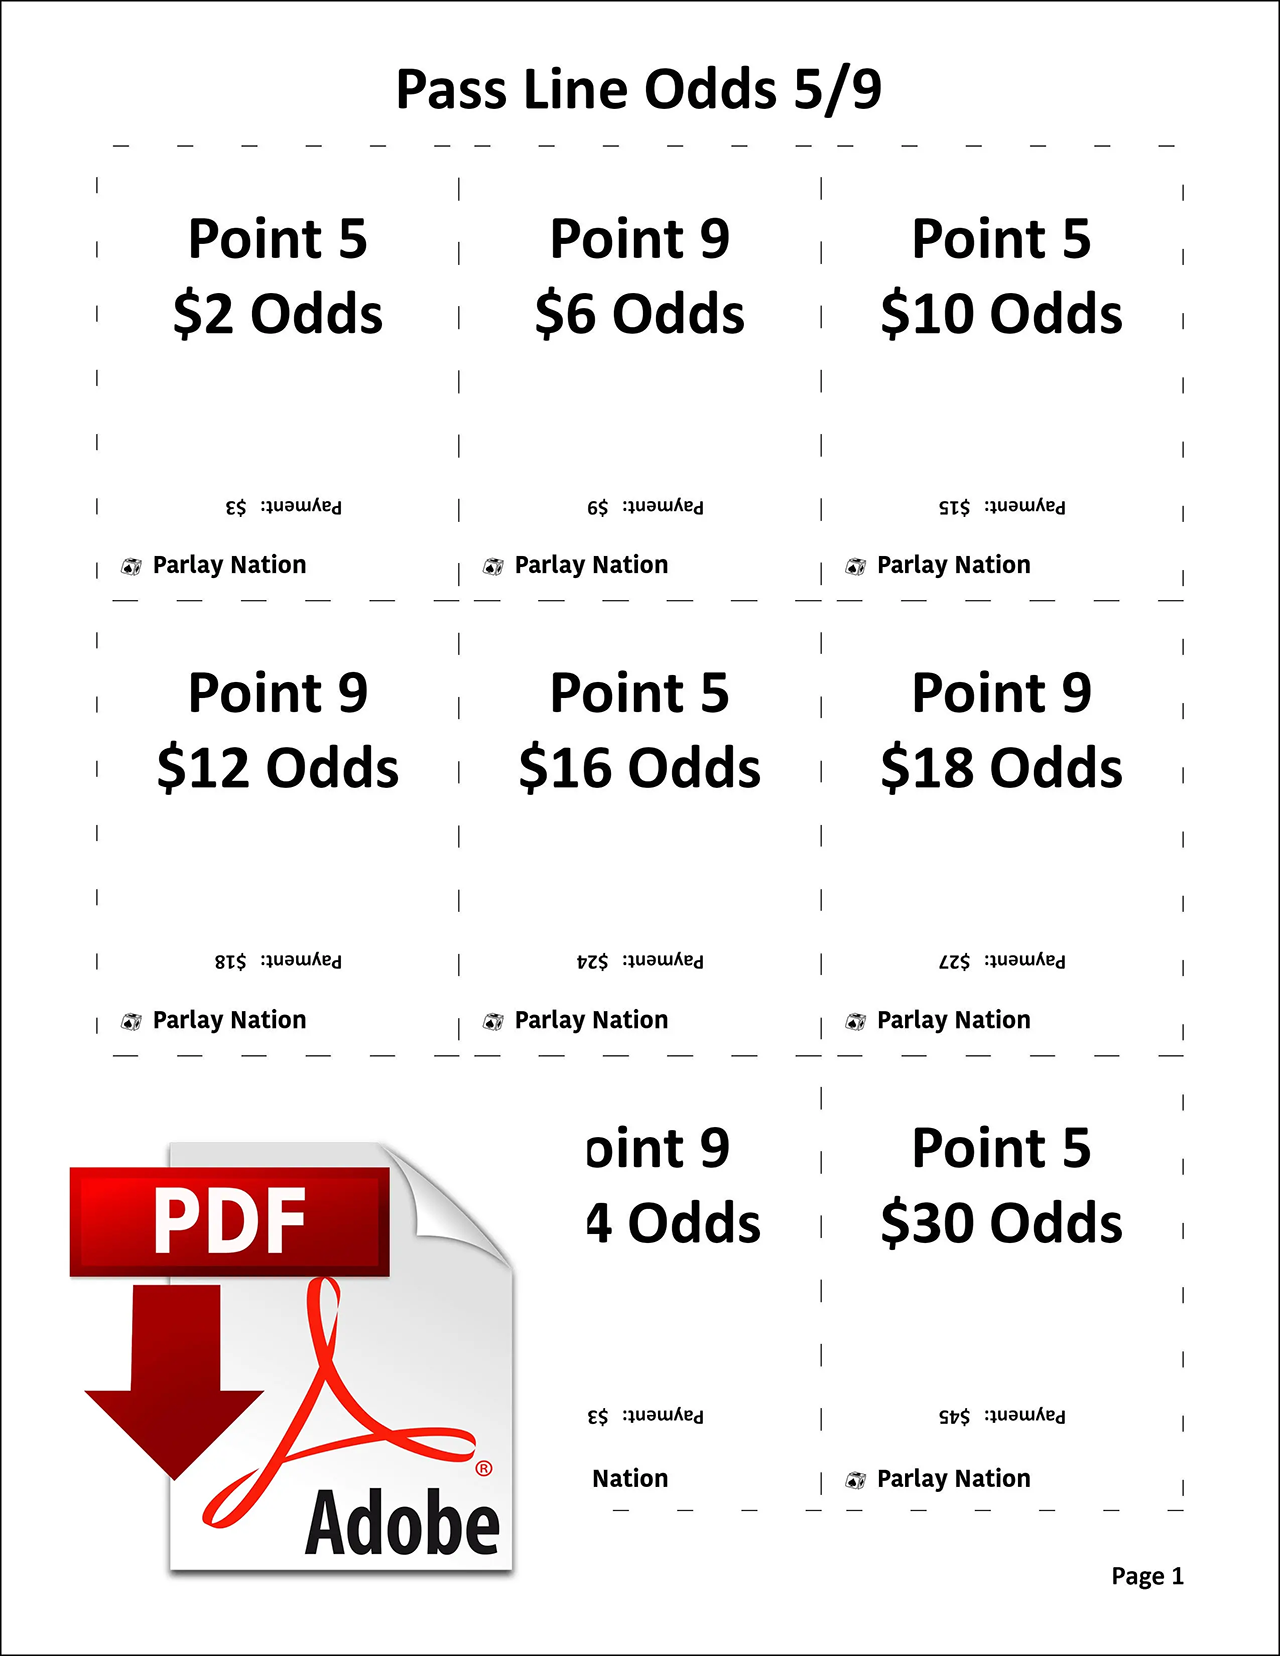 Pass Line Odds 5/9
Point 5
$2 Odds
Payment: $3
Parlay Nation
Point 9
$6 Odds
Payment: $9
Parlay Nation
Point 5
$10 Odds
Payment: $15
Parlay Nation
Point 9
$12 Odds
Payment: $18
Parlay Nation
Point 5
$16 Odds
Payment: $24
Parlay Nation
Point 9
$18 Odds
Payment: $27
Parlay Nation
PDF
Adobe®
oint 9
4 Odds
Payment: $3
Nation
Point 5
$30 Odds
Payment: $45
Parlay Nation
Page 1